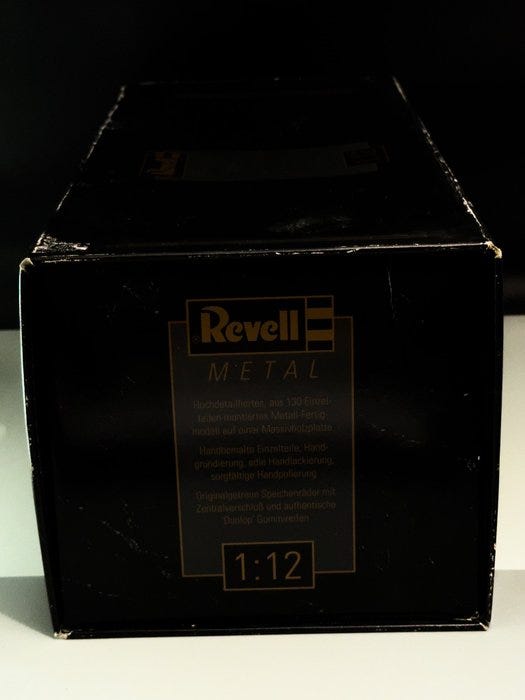 Revell
METAL
Hochdetailliertes, aus 130 Einzel-
teilen montiertes Metall-Fertig-
modell auf einer Massivholzplatte
Handbemalte Einzelteile, Hand-
grundierung, edle Handlackierung,
sorgfältige Handpolierung
Originalgetreue Speichenräder mit
Zentralverschluß und authentische
'Dunlop' Gummireifen
1:12